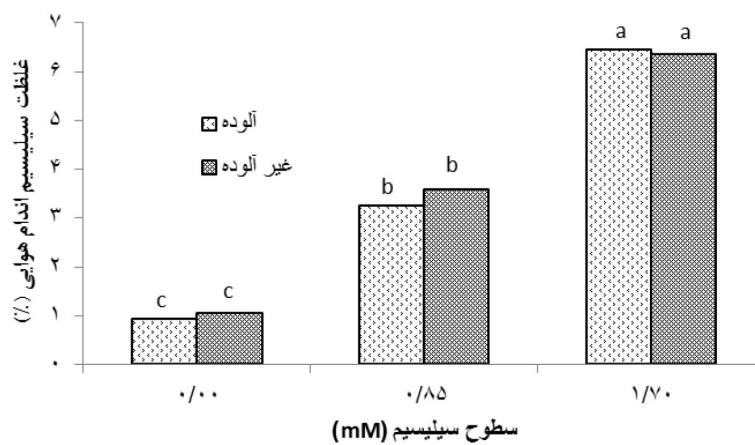 غلظت سیلیسیم اندام هوایی (٪)
۷
۶
۵
۴
۳
۲
۱
۰
آلوده
غیر آلوده
c c
b b
a a
۰/۰۰ ۰/۸۵ ۱/۷۰
سطوح سیلیسیم (mM)